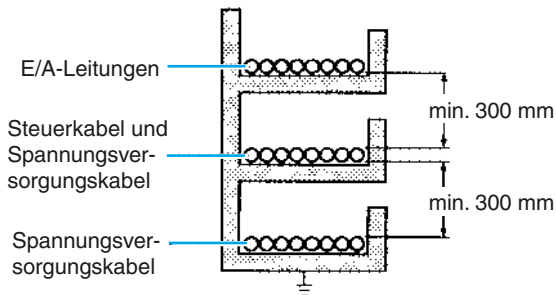 E/A-Leitungen
min. 300 mm
Steuerkabel und
Spannungsver-
sorgungskabel
min. 300 mm
Spannungsver-
sorgungskabel